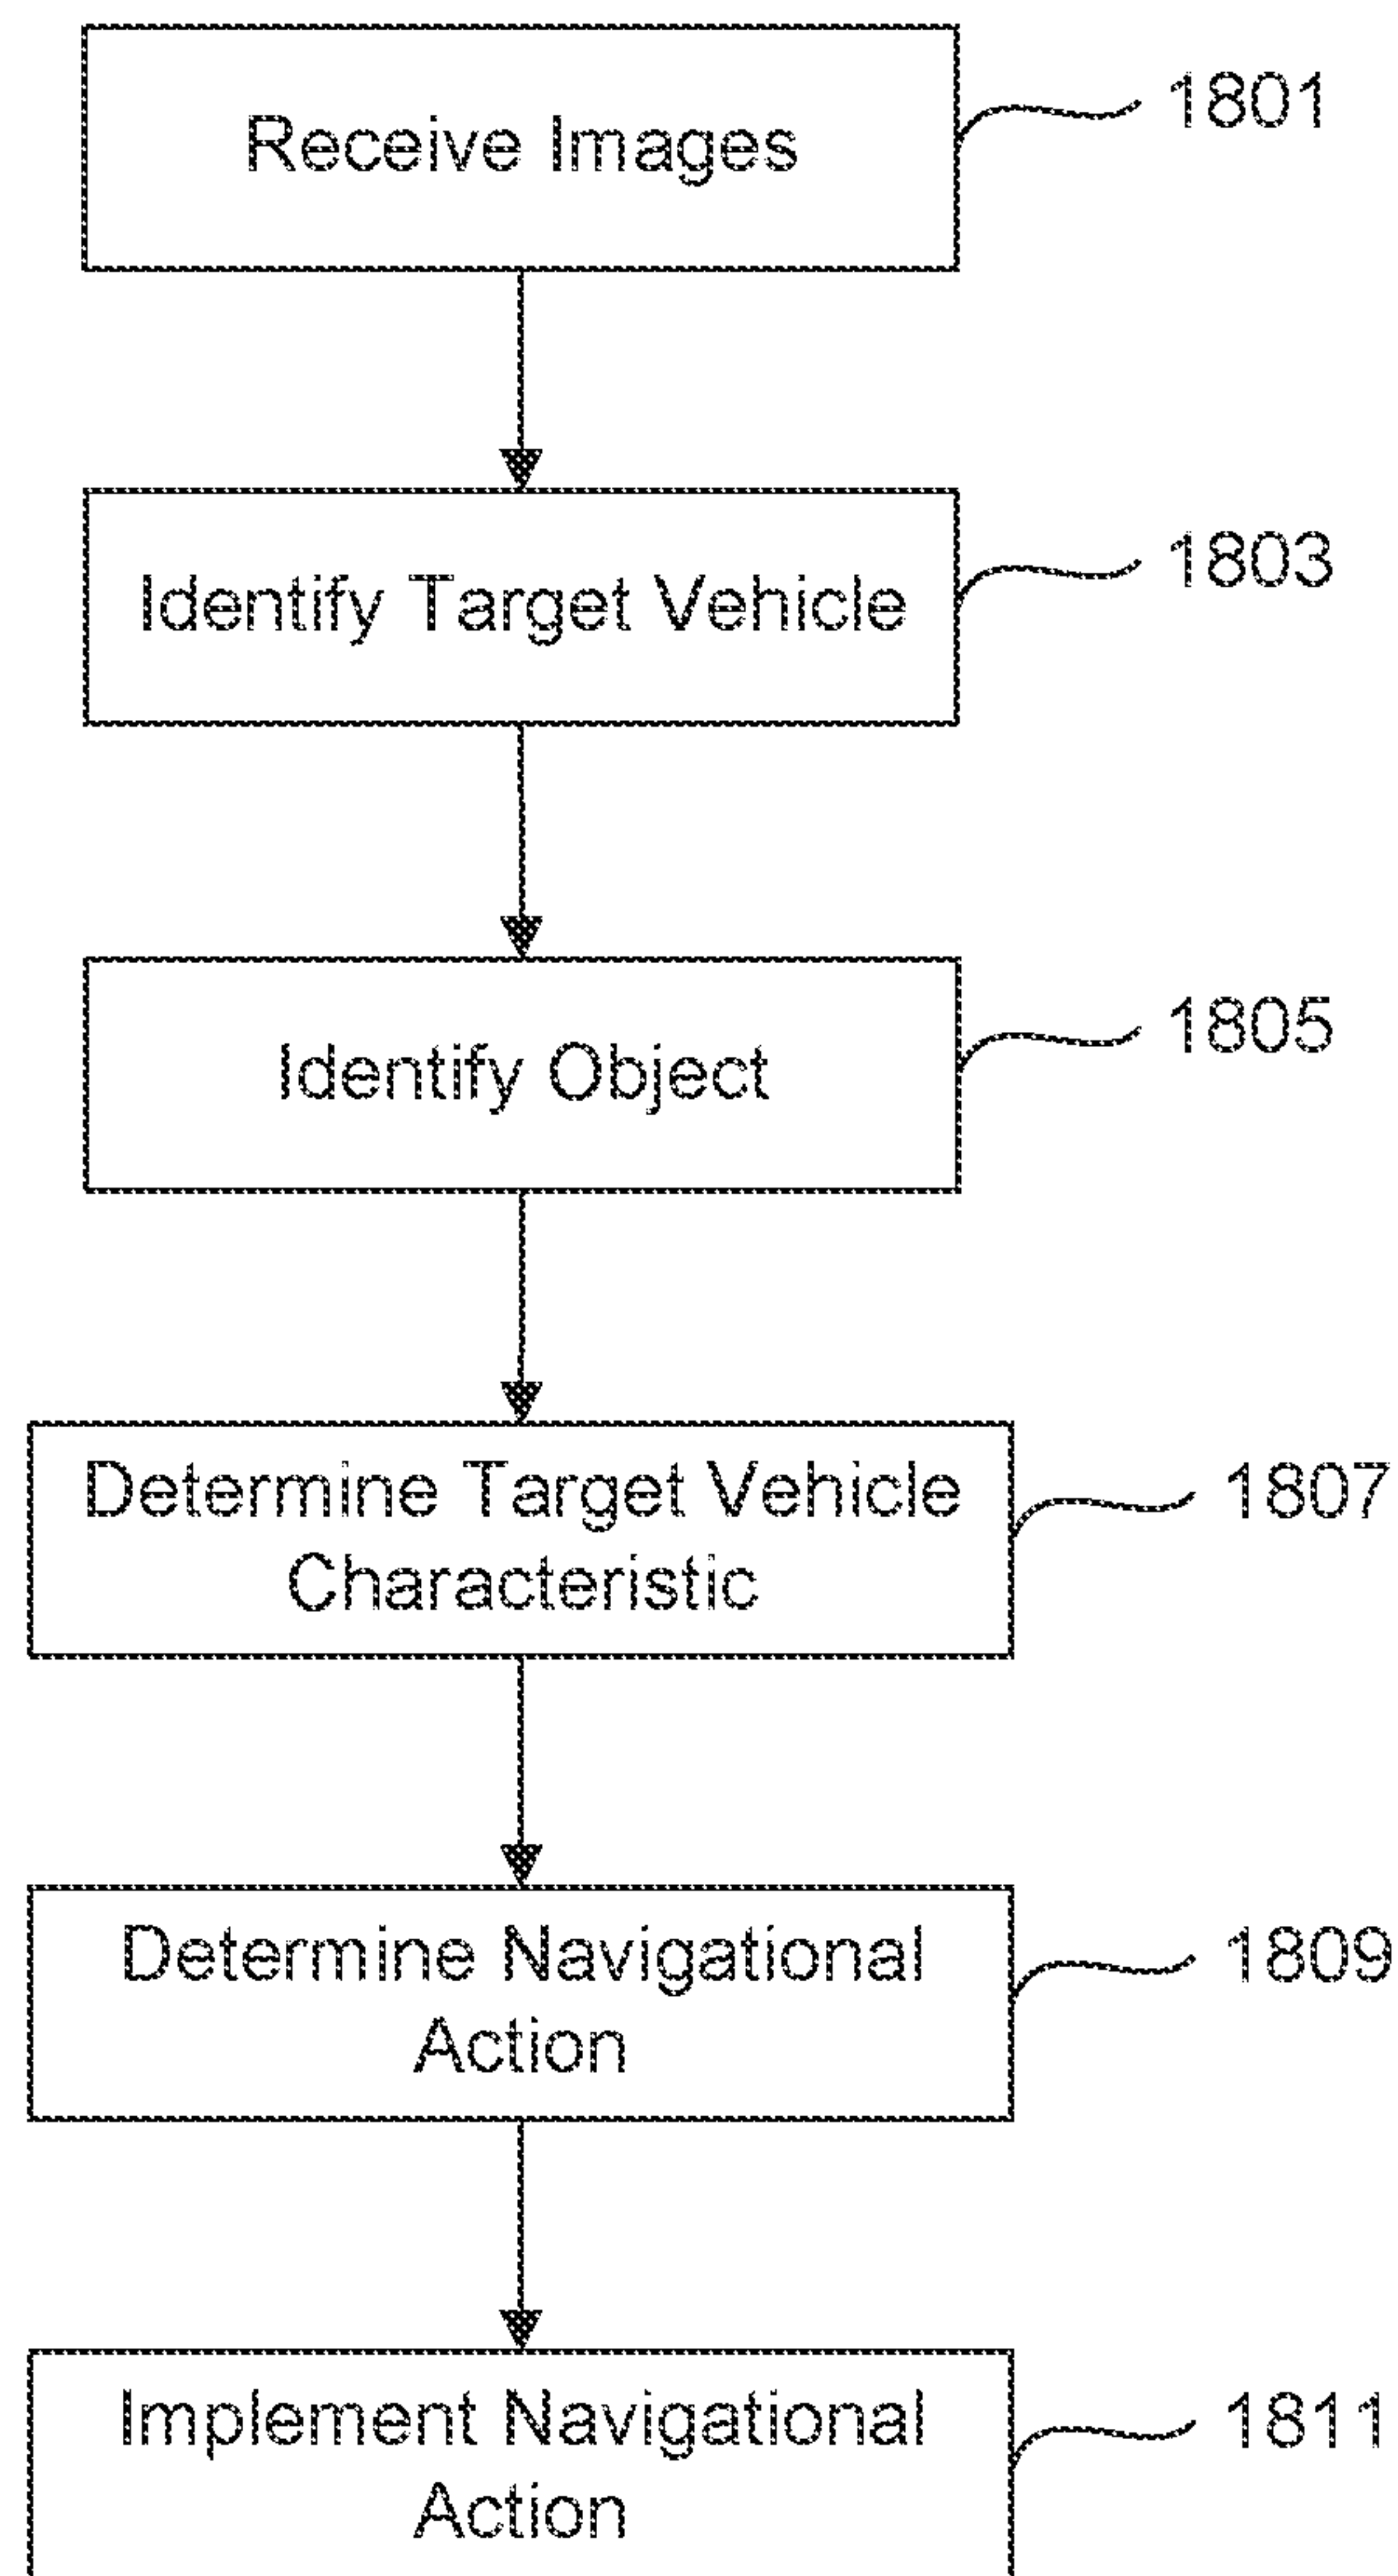 Receive Images
1801
Identify Target Vehicle
1803
Identify Object
1805
Determine Target Vehicle
Characteristic
1807
Determine Navigational
Action
1809
Implement Navigational
Action
1811